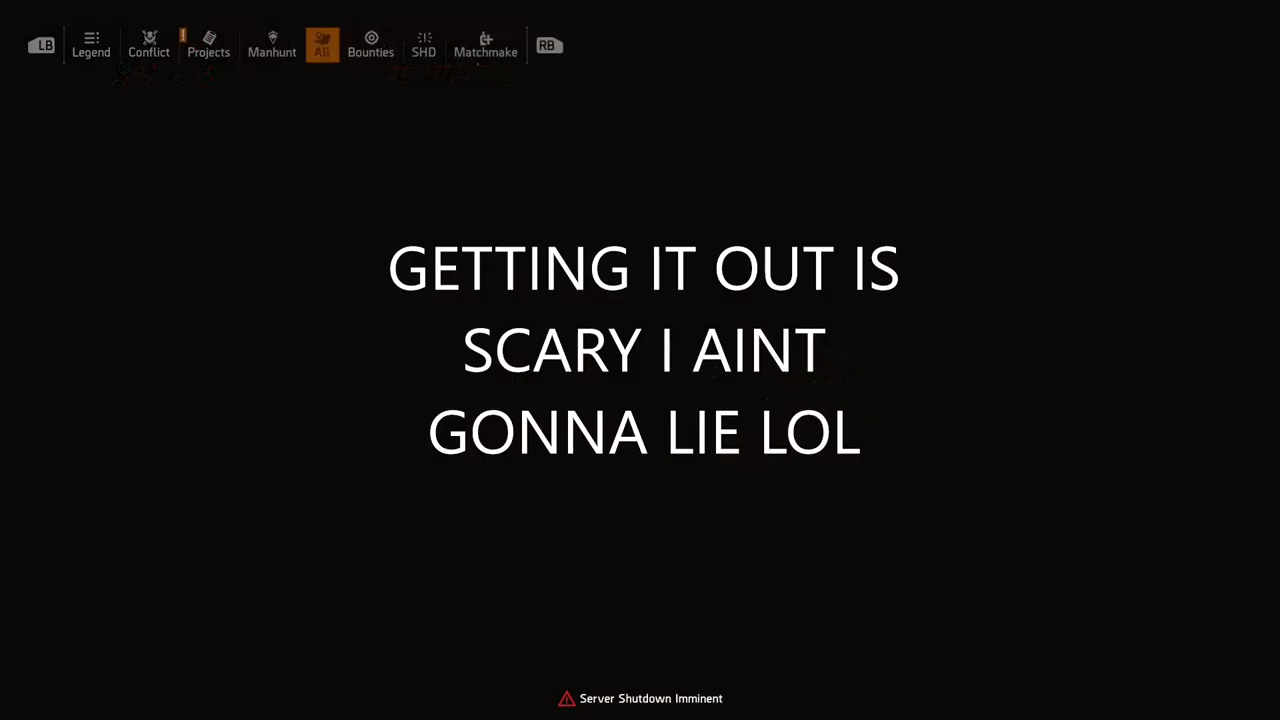 LB Legend Conflict Projects Manhunt All Bounties SHD Matchmake RB
GETTING IT OUT IS
SCARY I AINT
GONNA LIE LOL
Server Shutdown Imminent